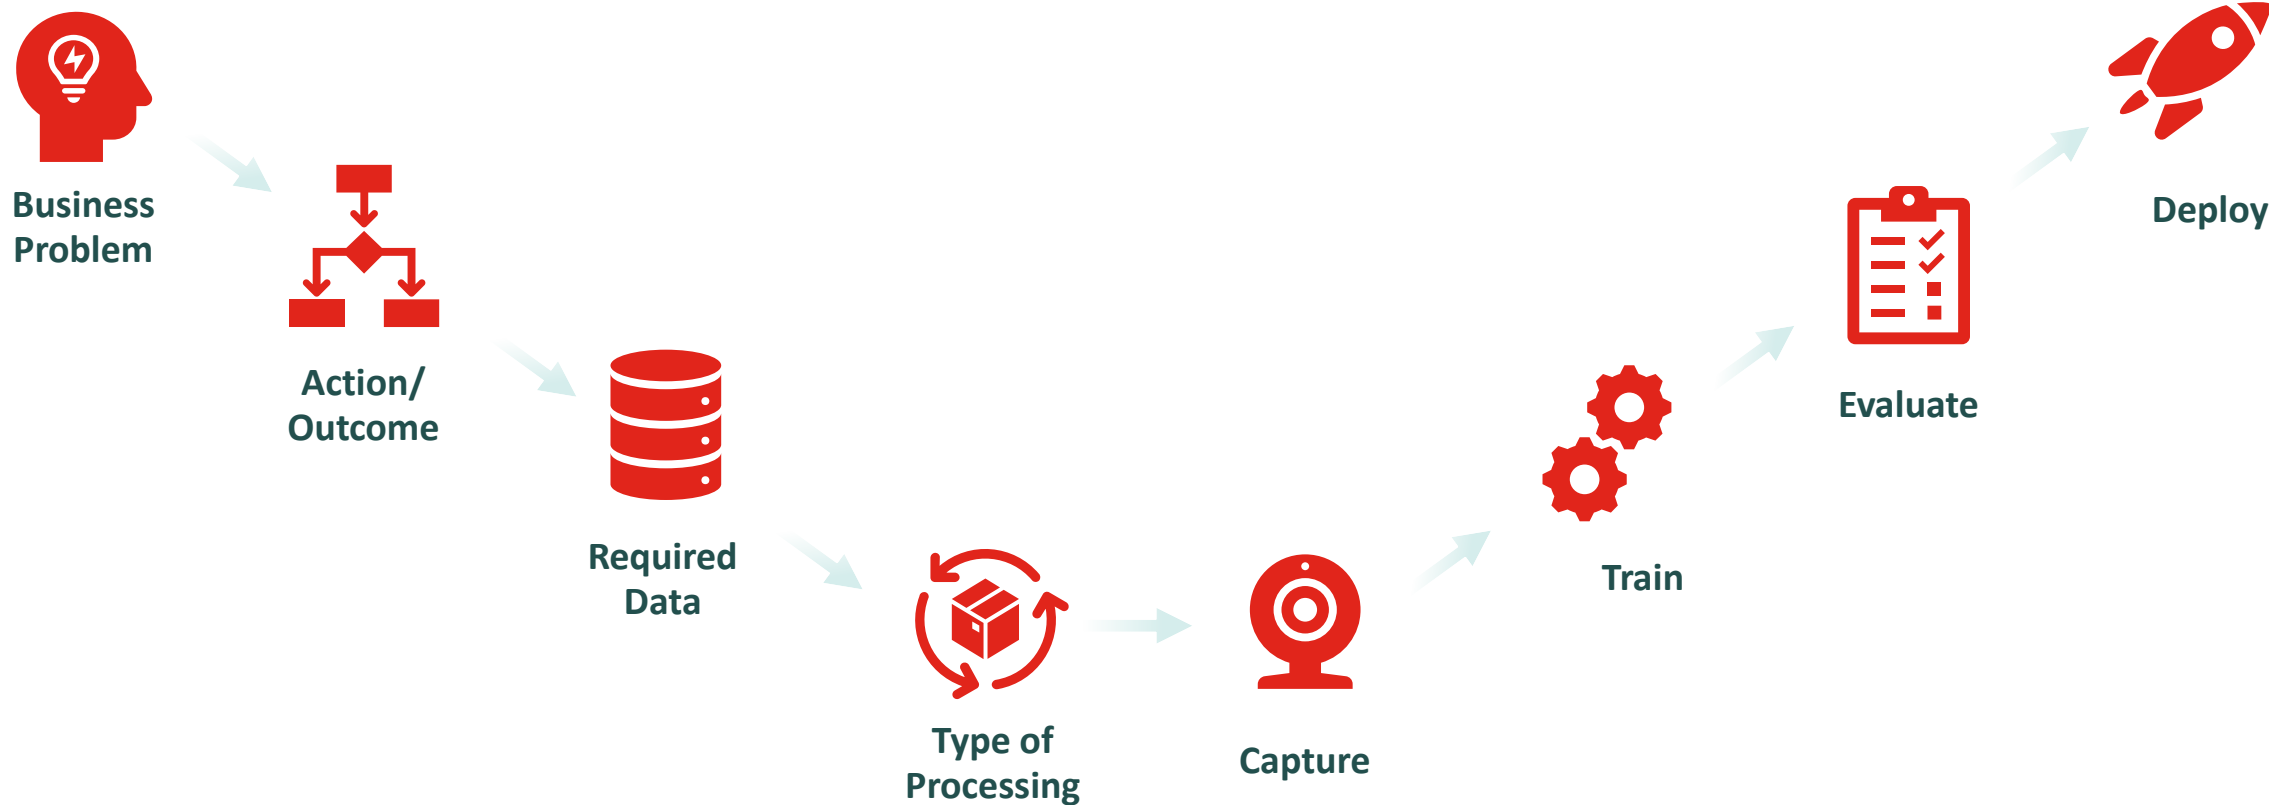 Business
Problem
Action/
Outcome
Required
Data
Type of
Processing
Capture
Train
Evaluate
Deploy